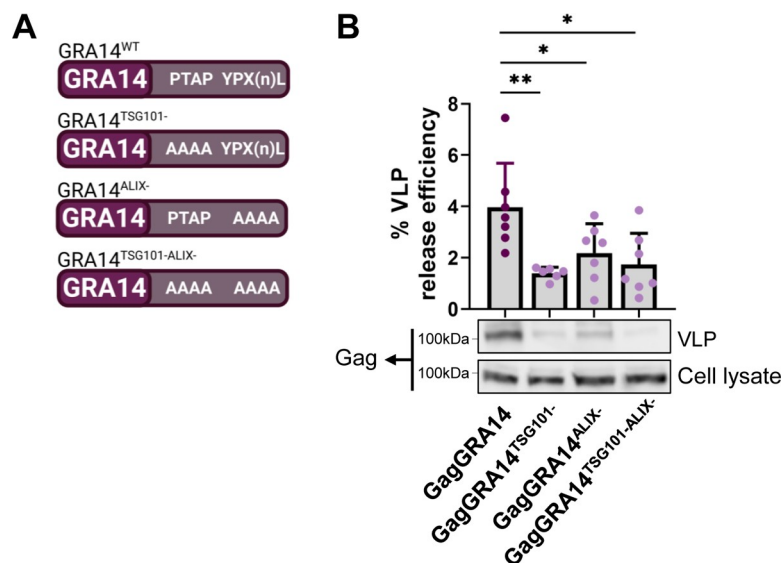 A
GRA14WT
GRA14 PTAP YPX(n)L
GRA14TSG101-
GRA14 AAAA YPX(n)L
GRA14ALIX-
GRA14 PTAP AAAA
GRA14TSG101-ALIX-
GRA14 AAAA AAAA
B
*
*
**
% VLP
release efficiency
8
6
4
2
0
Gag
100kDa
VLP
100kDa
Cell lysate
GagGRA14
GagGRA14TSG101-
GagGRA14ALIX-
GagGRA14TSG101-ALIX-